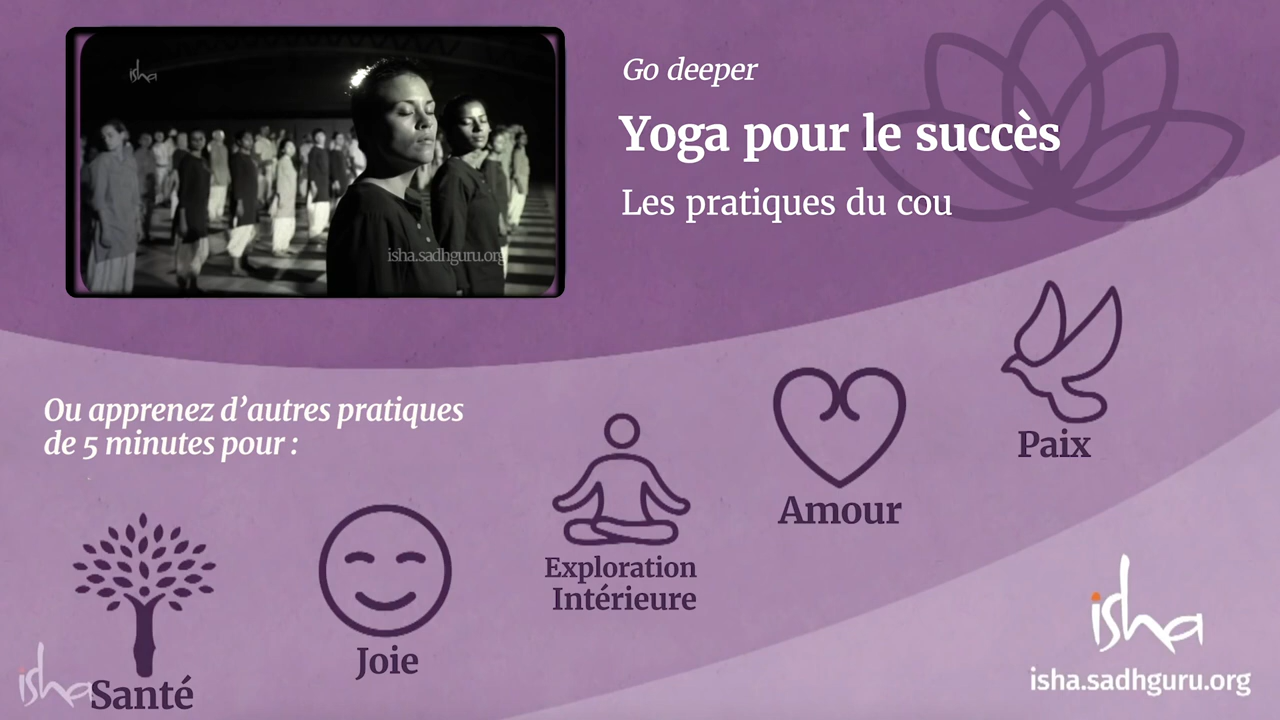 isha
isha.sadhguru.org
Go deeper
Yoga pour le succès
Les pratiques du cou
Ou apprenez d’autres pratiques
de 5 minutes pour :
Paix
Amour
Exploration
Intérieure
Joie
isha
Santé
isha
isha.sadhguru.org